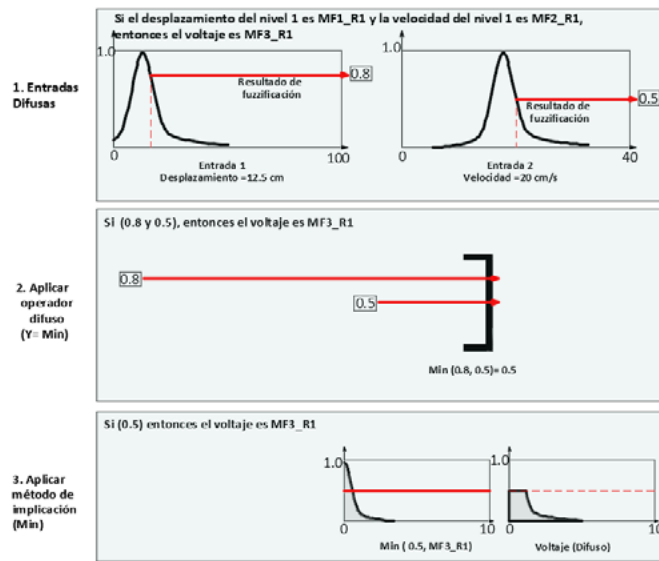 Si el desplazamiento del nivel 1 es MF1_R1 y la velocidad del nivel 1 es MF2_R1,
entonces el voltaje es MF3_R1
1. Entradas
Difusas
1.0
0.8
Resultado de
fuzzificación
0
100
Entrada 1
Desplazamiento =12.5 cm
1.0
0.5
Resultado de
fuzzificación
0
40
Entrada 2
Velocidad =20 cm/s
2. Aplicar
operador
difuso
(Y= Min)
Si (0.8 y 0.5), entonces el voltaje es MF3_R1
0.8
0.5
Min (0.8, 0.5)= 0.5
3. Aplicar
método de
implicación
(Min)
Si (0.5) entonces el voltaje es MF3_R1
1.0
0
10
Min ( 0.5, MF3_R1)
1.0
0
10
Voltaje (Difuso)